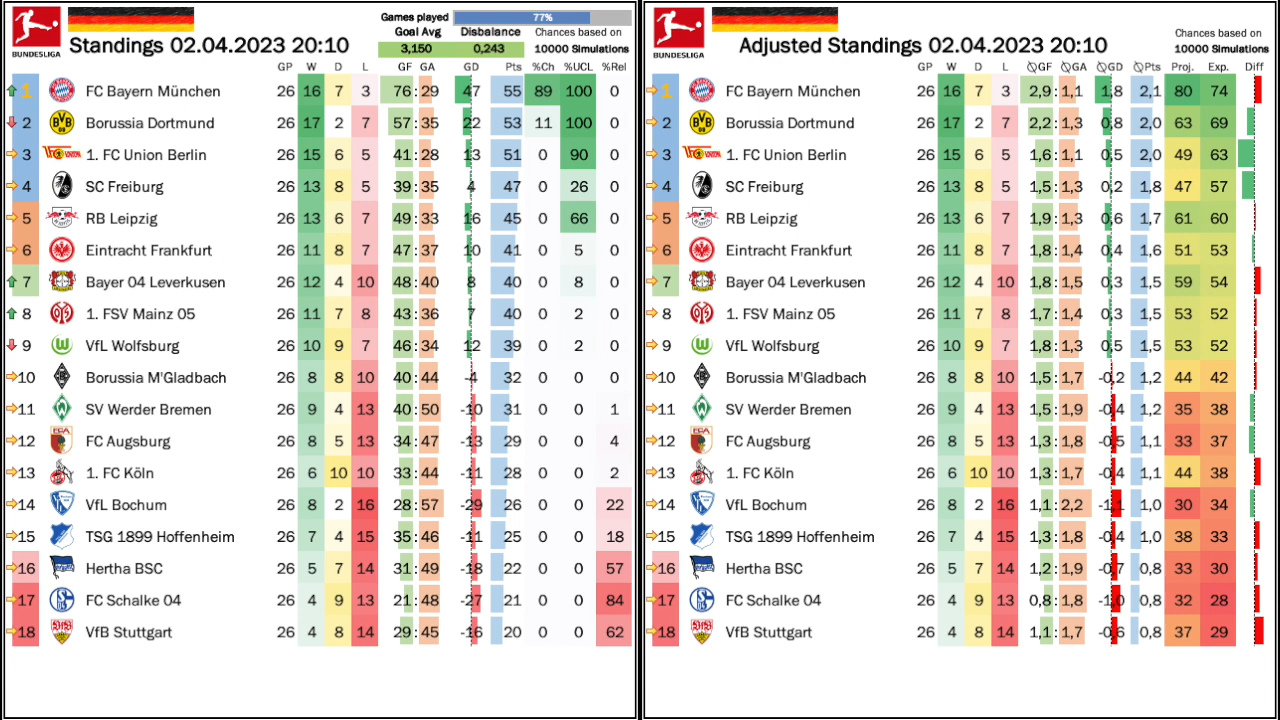 Games played 77%
BUNDESLIGA Standings 02.04.2023 20:10 Goal Avg Disbalance Chances based on
3,150 0,243 10000 Simulations
GP W D L GF GA GD Pts %Ch %UCL %Rel
1 FC Bayern München 26 16 7 3 76:29 47 55 89 100 0
2 BVB 09 Borussia Dortmund 26 17 2 7 57:35 22 53 11 100 0
3 1. FC Union Berlin 26 15 6 5 41:28 13 51 0 90 0
4 SC Freiburg 26 13 8 5 39:35 4 47 0 26 0
5 RB Leipzig 26 13 6 7 49:33 16 45 0 66 0
6 Eintracht Frankfurt 26 11 8 7 47:37 10 41 0 5 0
7 Bayer 04 Leverkusen 26 12 4 10 48:40 8 40 0 8 0
8 1. FSV Mainz 05 26 11 7 8 43:36 7 40 0 2 0
9 VfL Wolfsburg 26 10 9 7 46:34 12 39 0 2 0
10 Borussia M'Gladbach 26 8 8 10 40:44 -4 32 0 0 0
11 SV Werder Bremen 26 9 4 13 40:50 -10 31 0 0 1
12 FC Augsburg 26 8 5 13 34:47 -13 29 0 0 4
13 1. FC Köln 26 6 10 10 33:44 -11 28 0 0 2
14 VfL Bochum 26 8 2 16 28:57 -29 26 0 0 22
15 TSG 1899 Hoffenheim 26 7 4 15 35:46 -11 25 0 0 18
16 Hertha BSC 26 5 7 14 31:49 -18 22 0 0 57
17 FC Schalke 04 26 4 9 13 21:48 -27 21 0 0 84
18 VfB Stuttgart 26 4 8 14 29:45 -16 20 0 0 62
BUNDESLIGA Adjusted Standings 02.04.2023 20:10 Chances based on
10000 Simulations
GP W D L ∅GF ∅GA ∅GD ∅Pts Proj. Exp. Diff
1 FC Bayern München 26 16 7 3 2,9:1,1 1,8 2,1 80 74
2 BVB 09 Borussia Dortmund 26 17 2 7 2,2:1,3 0,8 2,0 63 69
3 1. FC Union Berlin 26 15 6 5 1,6:1,1 0,5 2,0 49 63
4 SC Freiburg 26 13 8 5 1,5:1,3 0,2 1,8 47 57
5 RB Leipzig 26 13 6 7 1,9:1,3 0,6 1,7 61 60
6 Eintracht Frankfurt 26 11 8 7 1,8:1,4 0,4 1,6 51 53
7 Bayer 04 Leverkusen 26 12 4 10 1,8:1,5 0,3 1,5 59 54
8 1. FSV Mainz 05 26 11 7 8 1,7:1,4 0,3 1,5 53 52
9 VfL Wolfsburg 26 10 9 7 1,8:1,3 0,5 1,5 53 52
10 Borussia M'Gladbach 26 8 8 10 1,5:1,7 -0,2 1,2 44 42
11 SV Werder Bremen 26 9 4 13 1,5:1,9 -0,4 1,2 35 38
12 FC Augsburg 26 8 5 13 1,3:1,8 -0,5 1,1 33 37
13 1. FC Köln 26 6 10 10 1,3:1,7 -0,4 1,1 44 38
14 VfL Bochum 26 8 2 16 1,1:2,2 -1,1 1,0 30 34
15 TSG 1899 Hoffenheim 26 7 4 15 1,3:1,8 -0,4 1,0 38 33
16 Hertha BSC 26 5 7 14 1,2:1,9 -0,7 0,8 33 30
17 FC Schalke 04 26 4 9 13 0,8:1,8 -1,0 0,8 32 28
18 VfB Stuttgart 26 4 8 14 1,1:1,7 -0,6 0,8 37 29